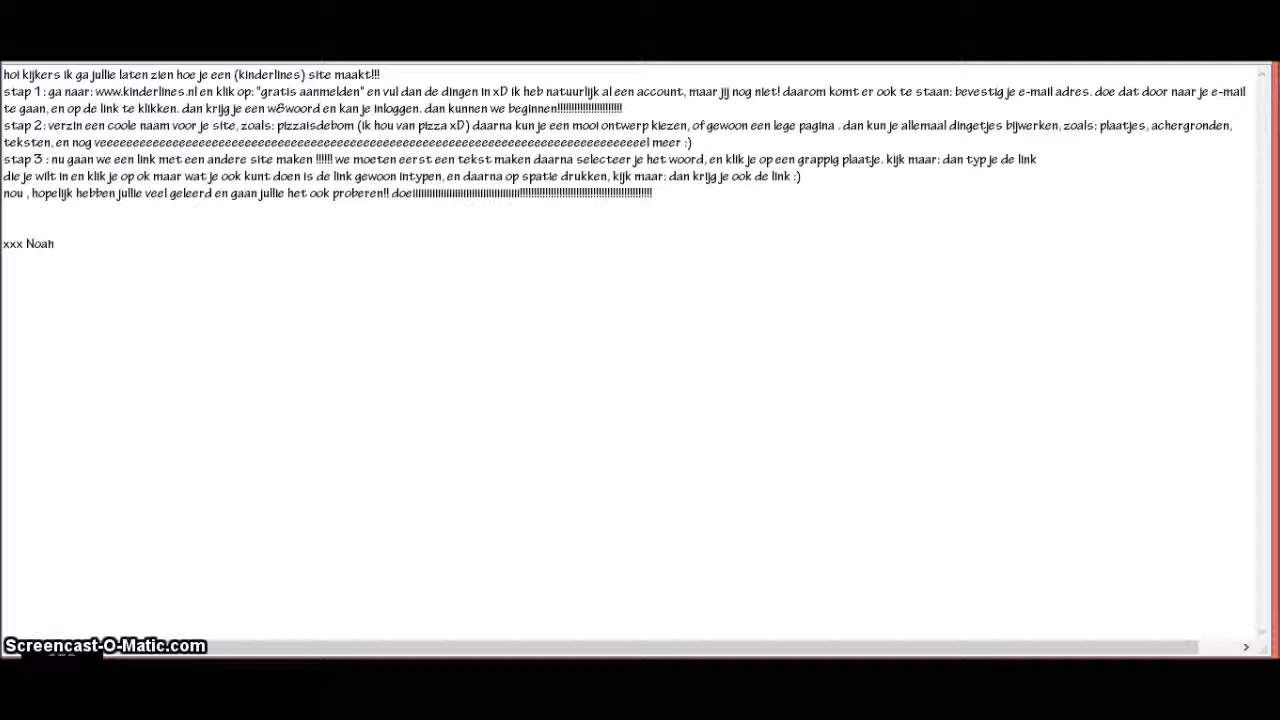 hoi kijkers ik ga jullie laten zien hoe je een (kinderlines) site maakt!!!
stap 1 : ga naar: www.kinderlines.nl en klik op: "gratis aanmelden" en vul dan de dingen in xD ik heb natuurlijk al een account, maar jij nog niet! daarom komt er ook te staan: bevestig je e-mail adres. doe dat door naar je e-mail
te gaan, en op de link te klikken. dan krijg je een w8woord en kan je inloggen. dan kunnen we beginnen!!!!!!!!!!!!!!!!!!!!!!!
stap 2: verzin een coole naam voor je site, zoals: pizzaisdebom (ik hou van pizza xD) daarna kun je een mooi ontwerp kiezen, of gewoon een lege pagina . dan kun je allemaal dingetjes bijwerken, zoals: plaatjes, achergronden,
teksten, en nog veeeeeeeeeeeeeeeeeeeeeeeeeeeeeeeeeeeeeeeeeeeeeeeeeeeeeeeeeeeeeeeeeeeeeeeeeeeeeeeeeeeel meer :)
stap 3 : nu gaan we een link met een andere site maken !!!!!! we moeten eerst een tekst maken daarna selecteer je het woord, en klik je op een grappig plaatje. kijk maar: dan typ je de link
die je wilt in en klik je op ok maar wat je ook kunt doen is de link gewoon intypen, en daarna op spatie drukken, kijk maar: dan krijg je ook de link :)
nou , hopelijk hebben jullie veel geleerd en gaan jullie het ook proberen!! doeiiiiiiiiiiiiiiiiiiiiiiiiiiiiiiiiiiiiii!!!!!!!!!!!!!!!!!!!!!!!!!!!!!!!!!!!!!!!!!!!!!!!
xxx Noah
Screencast-O-Matic.com